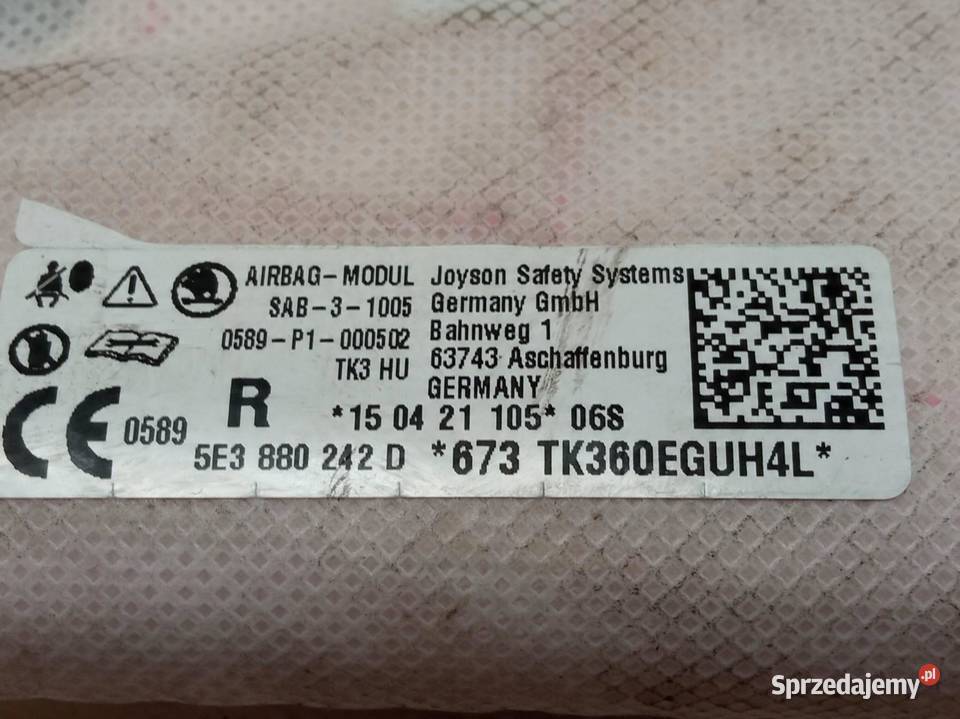 AIRBAG-MODUL
SAB-3-1005
0589-P1-000502
TK3 HU
Joyson Safety Systems
Germany GmbH
Bahnweg 1
63743 Aschaffenburg
GERMANY
CE 0589
R
*15 04 21 105* 06S
5E3 880 242 D *673 TK360EGUH4L*
Sprzedajemy.pl